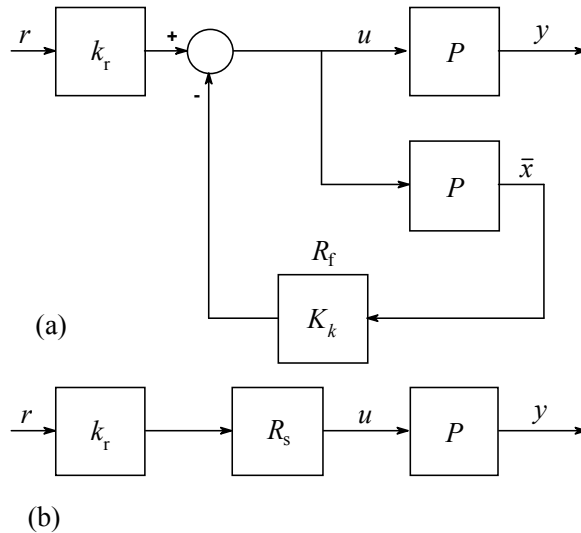 r k_r + u P y
-
P x̄
R_f
K_k
(a)
r k_r R_s u P y
(b)